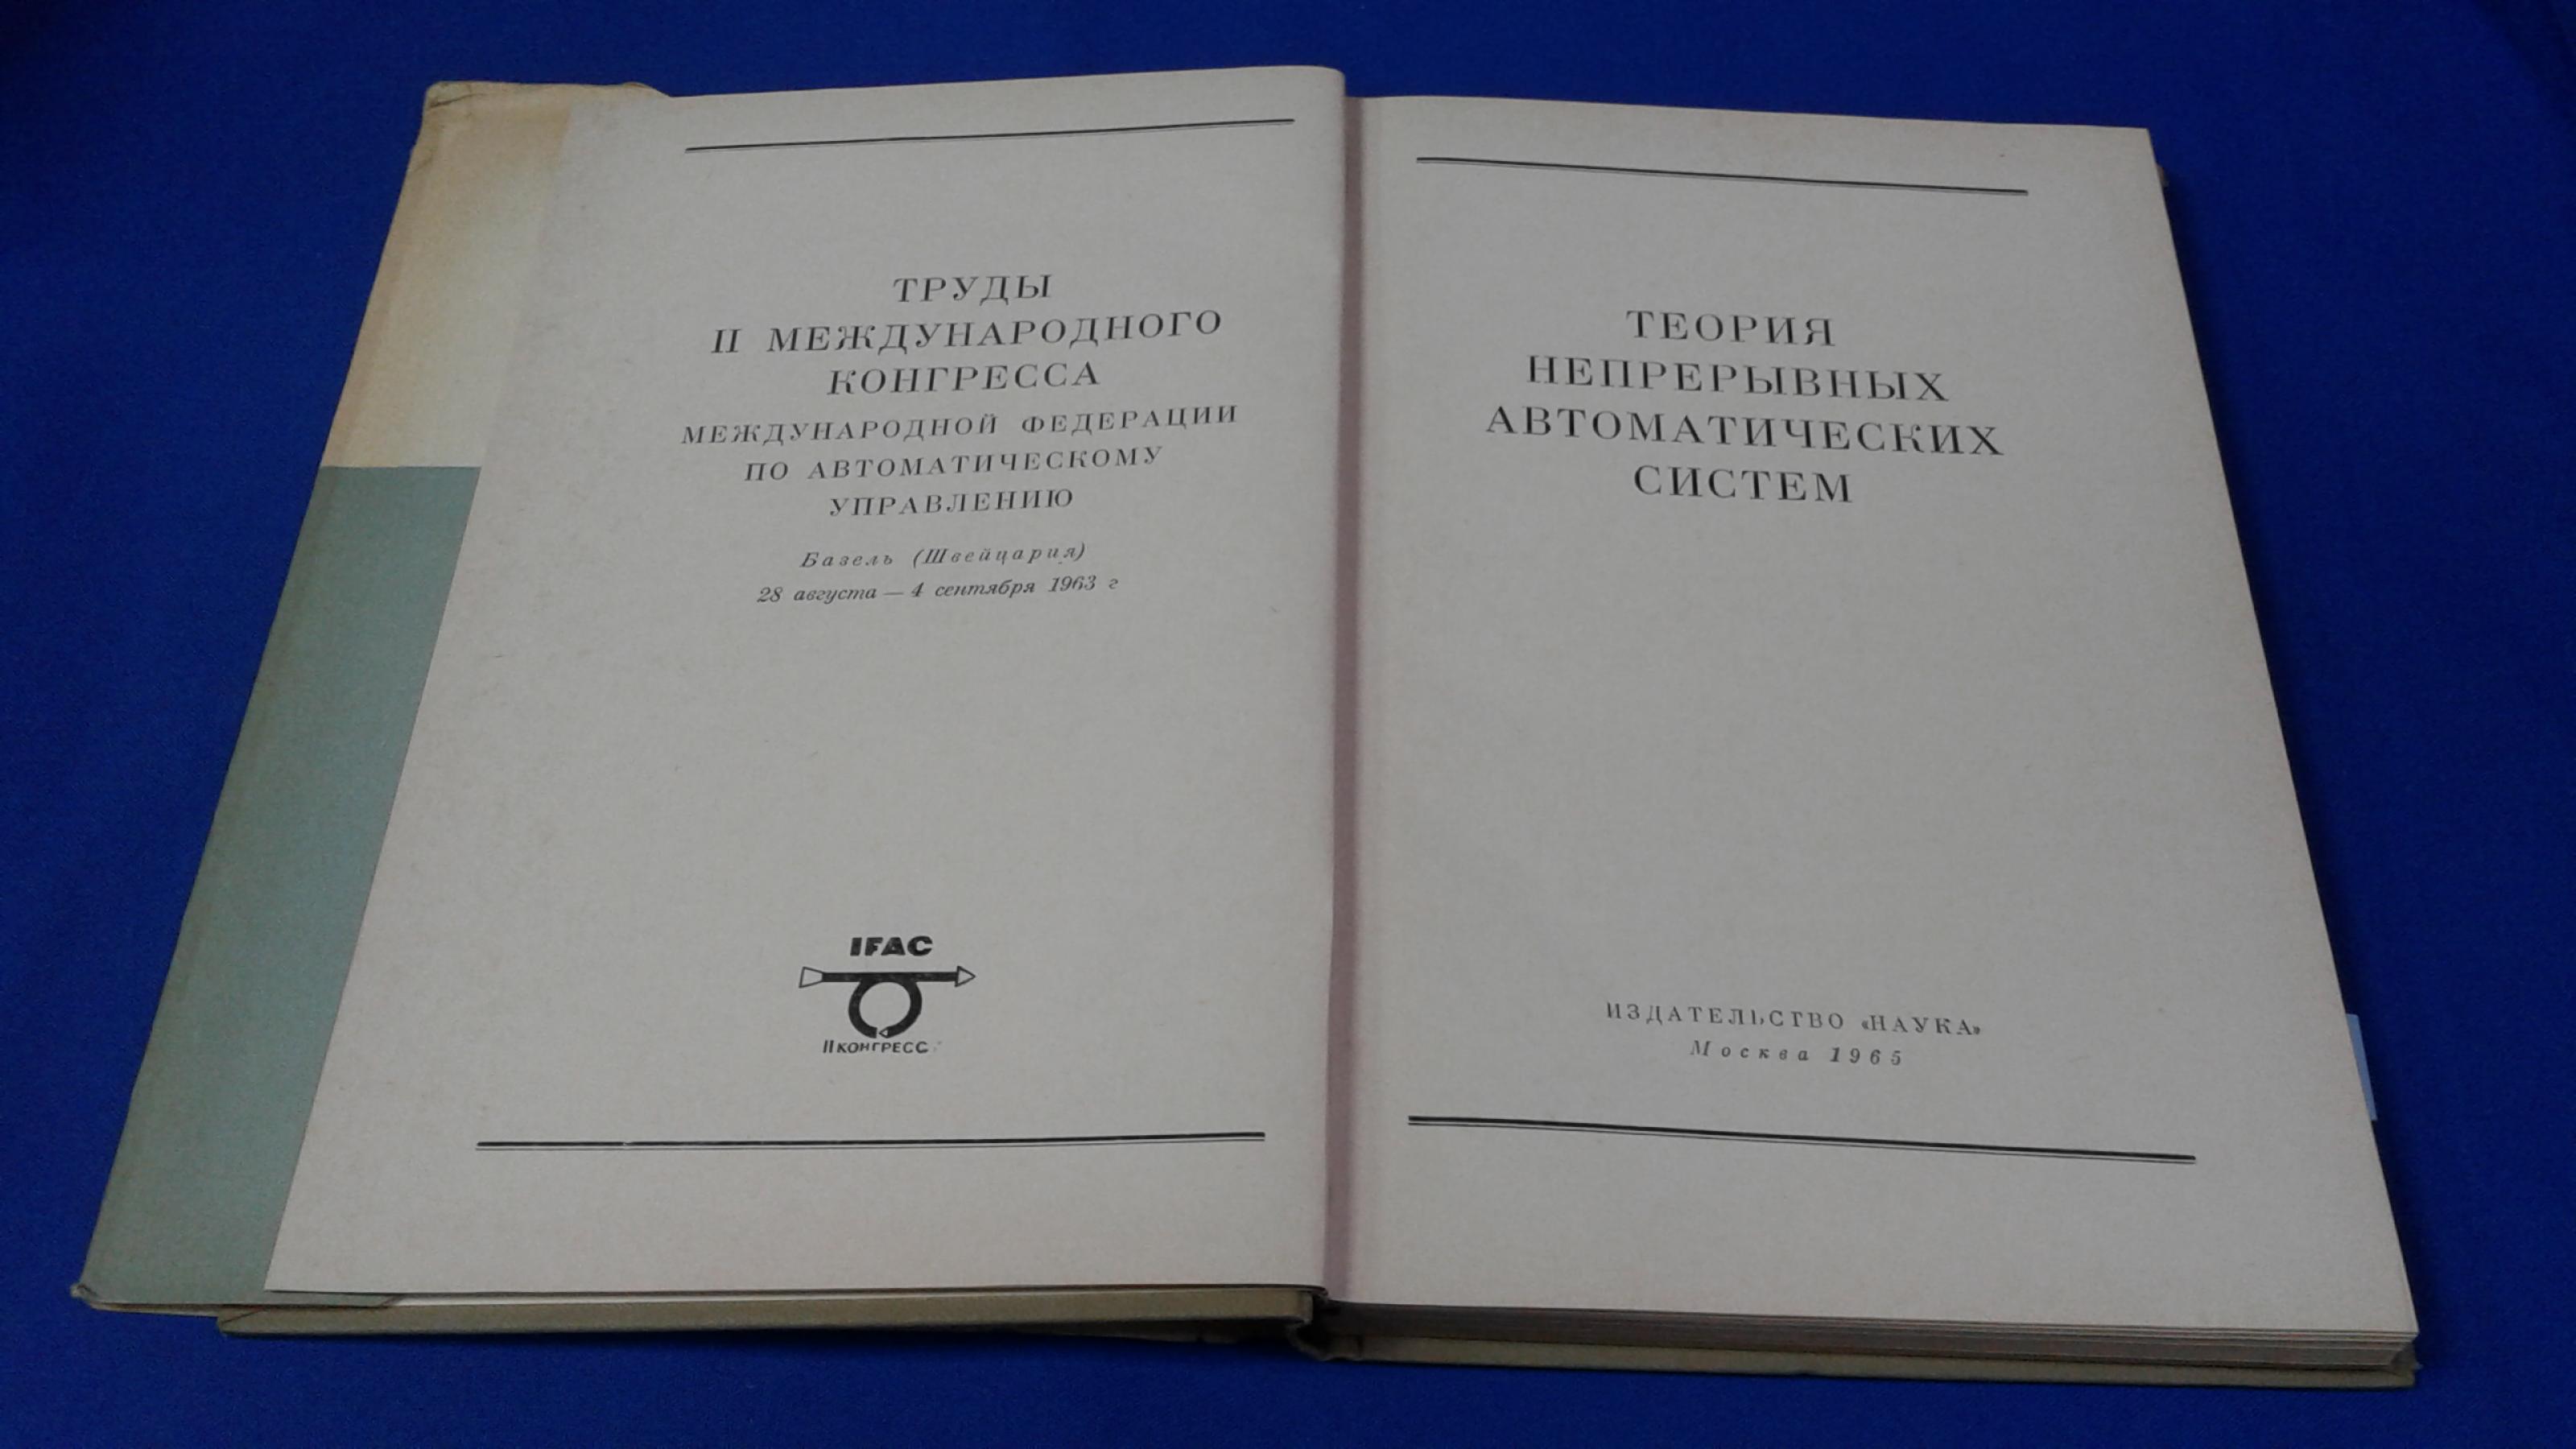 ТРУДЫ
II МЕЖДУНАРОДНОГО
КОНГРЕССА
МЕЖДУНАРОДНОЙ ФЕДЕРАЦИИ
ПО АВТОМАТИЧЕСКОМУ
УПРАВЛЕНИЮ
Базель (Швейцария)
28 августа — 4 сентября 1963 г
IFAC
II КОНГРЕСС
ТЕОРИЯ
НЕПРЕРЫВНЫХ
АВТОМАТИЧЕСКИХ
СИСТЕМ
ИЗДАТЕЛЬСТВО «НАУКА»
Москва 1965